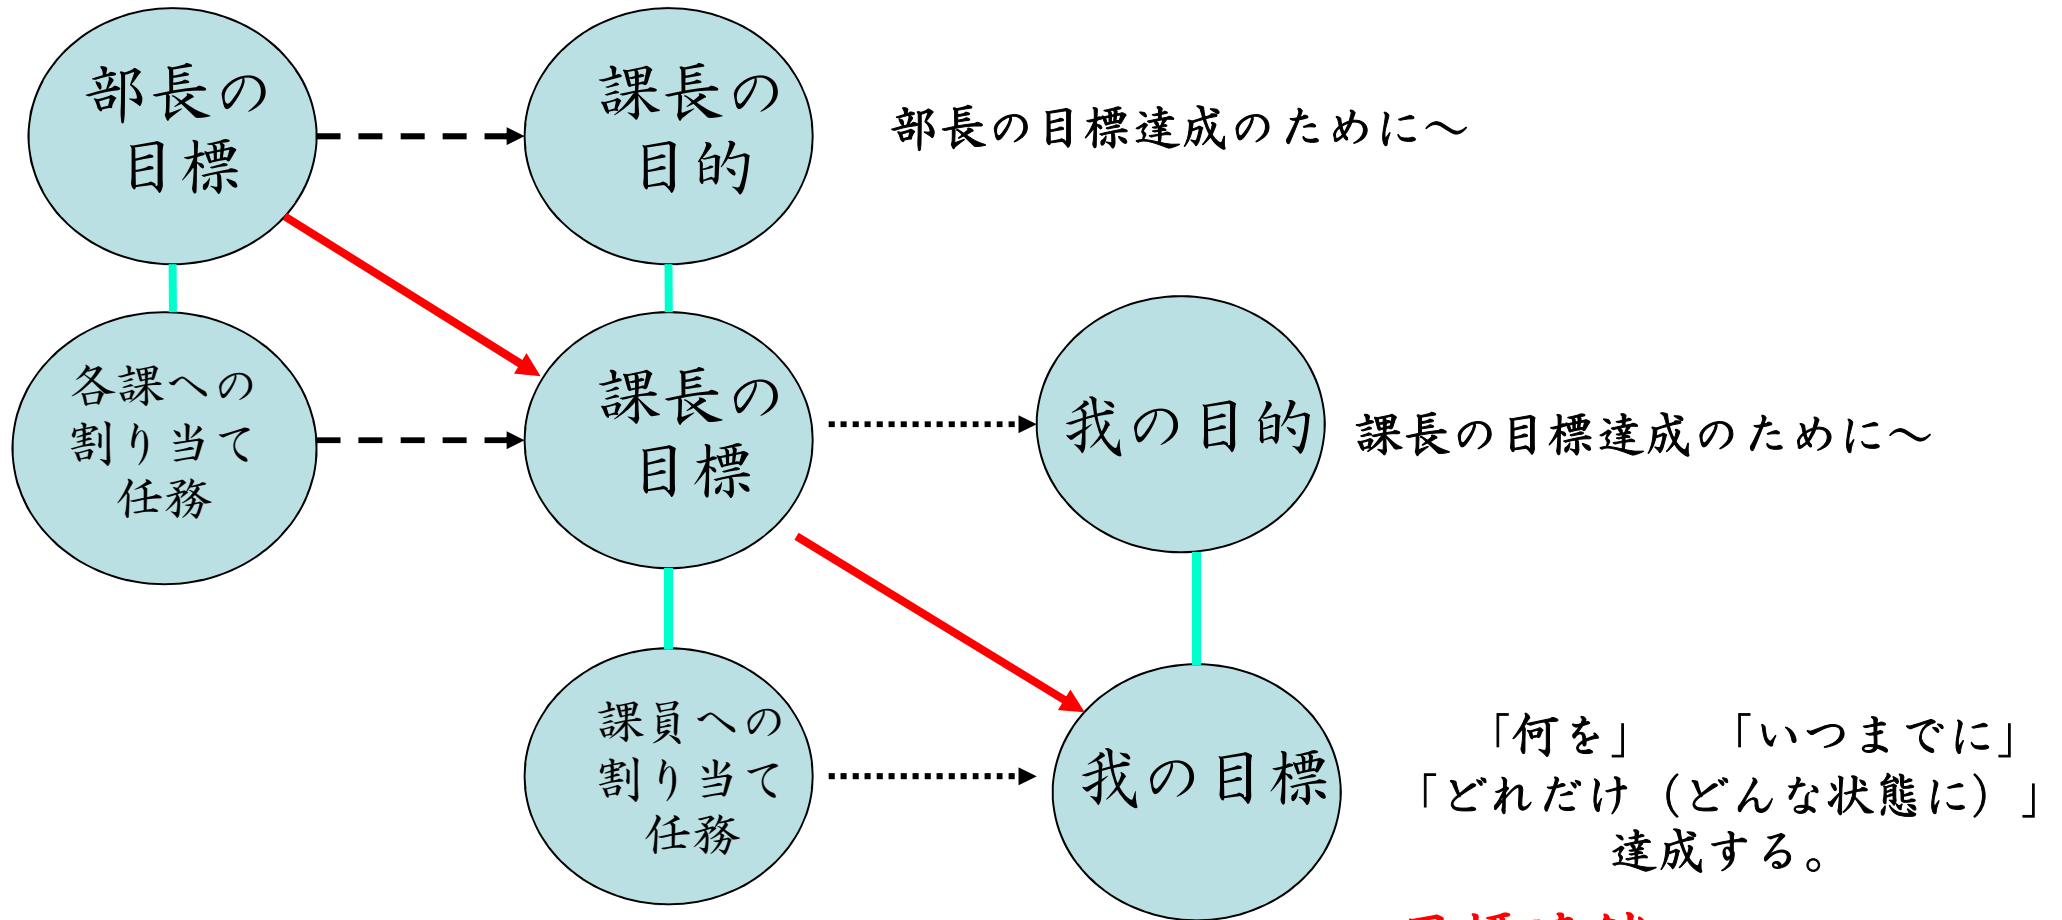 部長の
目標
課長の
目的
部長の目標達成のために～
各課への
割り当て
任務
課長の
目標
我の目的
課長の目標達成のために～
課員への
割り当て
任務
我の目標
「何を」　「いつまでに」
「どれだけ（どんな状態に）」
達成する。